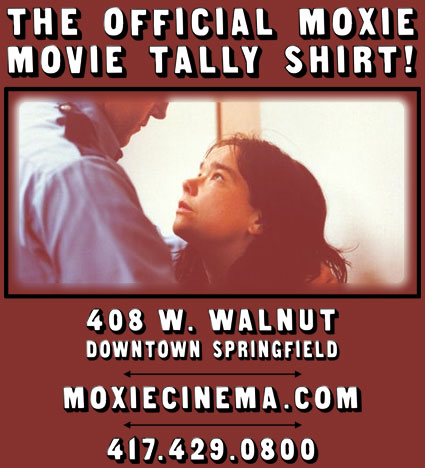 THE OFFICIAL MOXIE
MOVIE TALLY SHIRT!
408 W. WALNUT
DOWNTOWN SPRINGFIELD
MOXIECINEMA.COM
417.429.0800